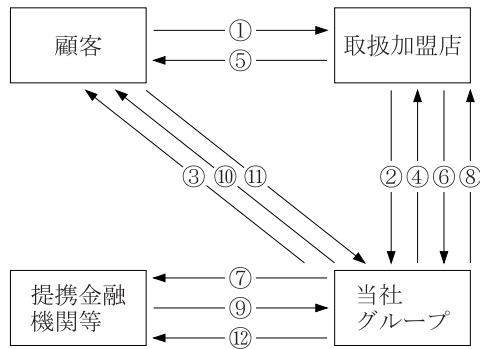 顧客
①
取扱加盟店
⑤
③
⑩
⑪
②
④
⑥
⑧
提携金融
機関等
⑦
⑨
⑫
当社
グループ